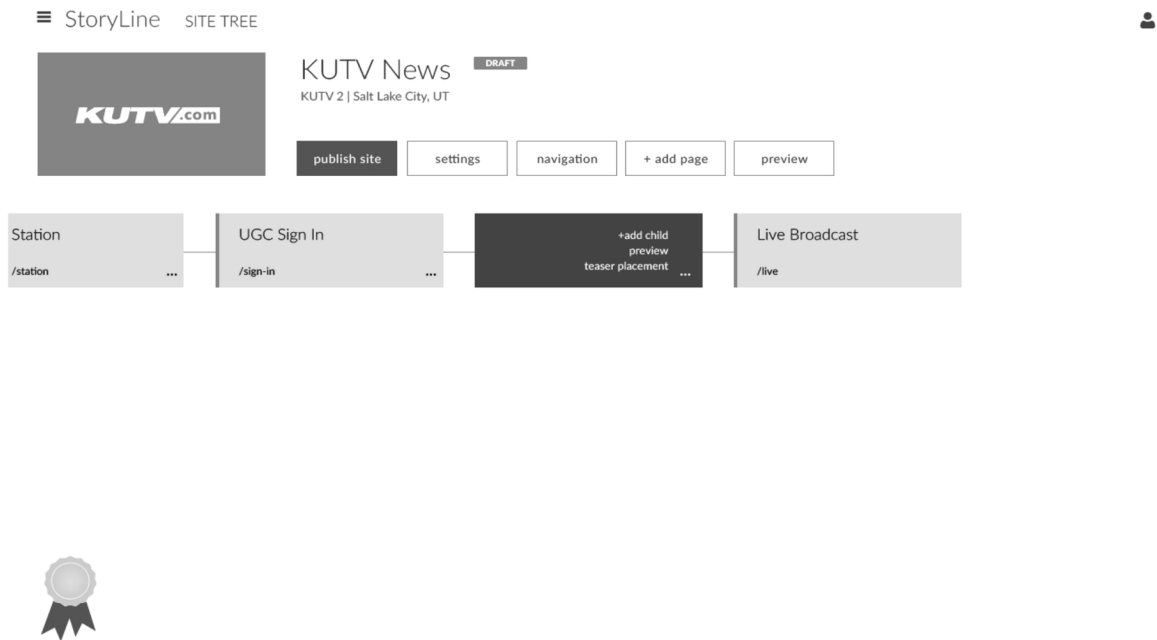 StoryLine SITE TREE
KUTV.com
KUTV News DRAFT
KUTV 2 | Salt Lake City, UT
publish site
settings
navigation
+ add page
preview
Station
/station
...
UGC Sign In
/sign-in
...
+add child
preview
teaser placement
...
Live Broadcast
/live